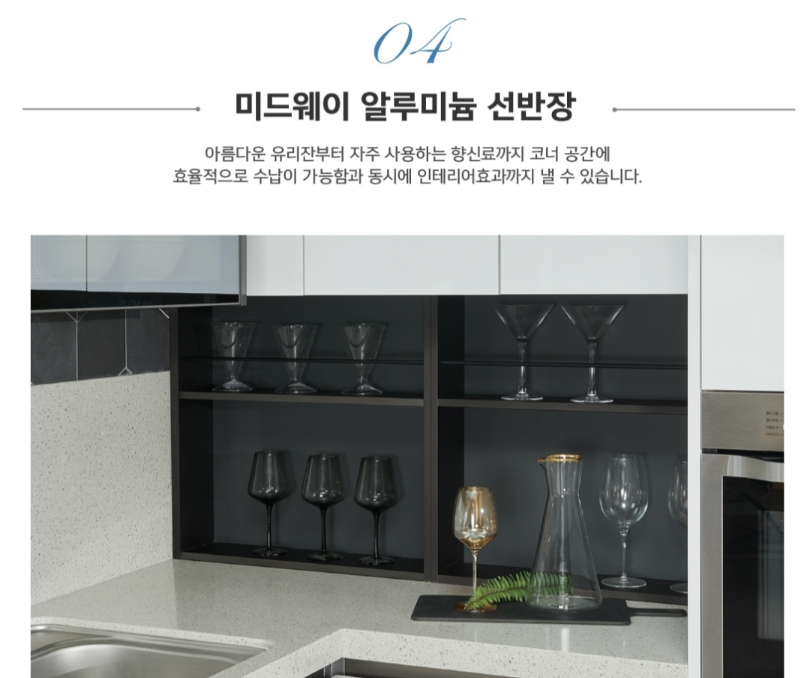 04
미드웨이 알루미늄 선반장
아름다운 유리잔부터 자주 사용하는 향신료까지 코너 공간에
효율적으로 수납이 가능함과 동시에 인테리어효과까지 낼 수 있습니다.